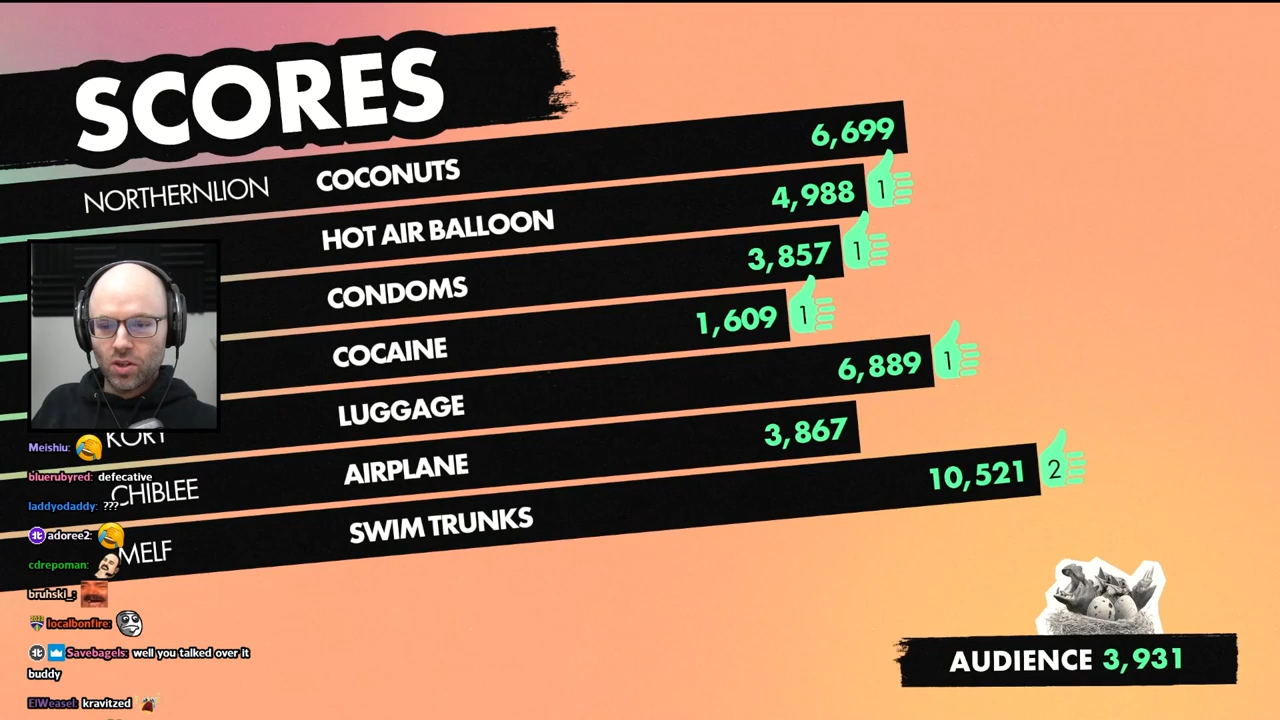 SCORES
NORTHERNLION COCONUTS 6,699
HOT AIR BALLOON 4,988 1
CONDOMS 3,857 1
COCAINE 1,609 1
KORY LUGGAGE 6,889 1
CHIBLEE AIRPLANE 3,867
MELF SWIM TRUNKS 10,521 2
AUDIENCE 3,931
Meishiu:
bluerubyred: defecative
laddyodaddy: ???
adoree2:
cdrepoman:
bruhski_:
localbonfire:
Savebagels: well you talked over it
buddy
ElWeasel: kravitzed